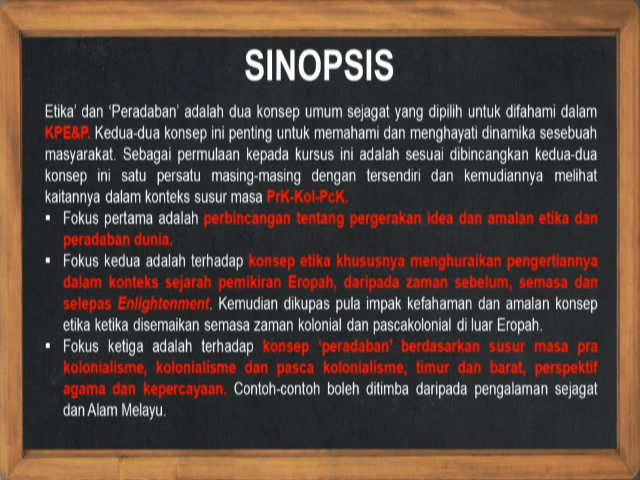 SINOPSIS
Etika’ dan ‘Peradaban’ adalah dua konsep umum sejagat yang dipilih untuk difahami dalam
KPE&P. Kedua-dua konsep ini penting untuk memahami dan menghayati dinamika sesebuah
masyarakat. Sebagai permulaan kepada kursus ini adalah sesuai dibincangkan kedua-dua
konsep ini satu persatu masing-masing dengan tersendiri dan kemudiannya melihat
kaitannya dalam konteks susur masa PrK-Kol-PcK.
▪ Fokus pertama adalah perbincangan tentang pergerakan idea dan amalan etika dan
peradaban dunia.
▪ Fokus kedua adalah terhadap konsep etika khususnya menghuraikan pengertiannya
dalam konteks sejarah pemikiran Eropah, daripada zaman sebelum, semasa dan
selepas Enlightenment. Kemudian dikupas pula impak kefahaman dan amalan konsep
etika ketika disemaikan semasa zaman kolonial dan pascakolonial di luar Eropah.
▪ Fokus ketiga adalah terhadap konsep ‘peradaban’ berdasarkan susur masa pra
kolonialisme, kolonialisme dan pasca kolonialisme, timur dan barat, perspektif
agama dan kepercayaan. Contoh-contoh boleh ditimba daripada pengalaman sejagat
dan Alam Melayu.